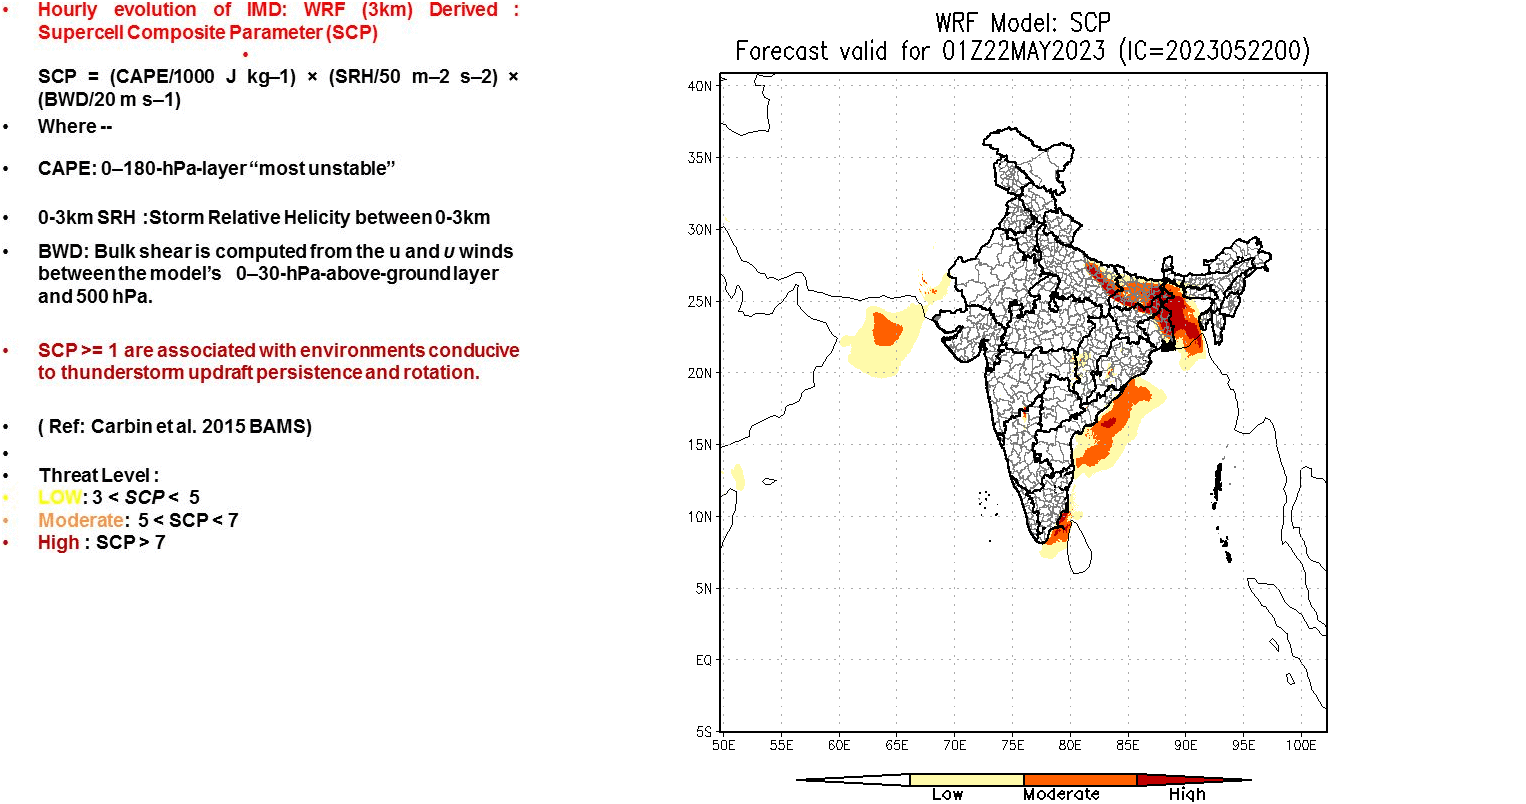 • Hourly evolution of IMD: WRF (3km) Derived :
Supercell Composite Parameter (SCP)
•
SCP = (CAPE/1000 J kg–1) × (SRH/50 m–2 s–2) ×
(BWD/20 m s–1)
• Where --
• CAPE: 0–180-hPa-layer “most unstable”
• 0-3km SRH :Storm Relative Helicity between 0-3km
• BWD: Bulk shear is computed from the u and υ winds
between the model’s 0–30-hPa-above-ground layer
and 500 hPa.
• SCP >= 1 are associated with environments conducive
to thunderstorm updraft persistence and rotation.
• ( Ref: Carbin et al. 2015 BAMS)
•
• Threat Level :
• LOW: 3 < SCP < 5
• Moderate: 5 < SCP < 7
• High : SCP > 7
WRF Model: SCP
Forecast valid for 01Z22MAY2023 (IC=2023052200)
40N
35N
30N
25N
20N
15N
10N
5N
EQ
5S
50E 55E 60E 65E 70E 75E 80E 85E 90E 95E 100E
Low Moderate High